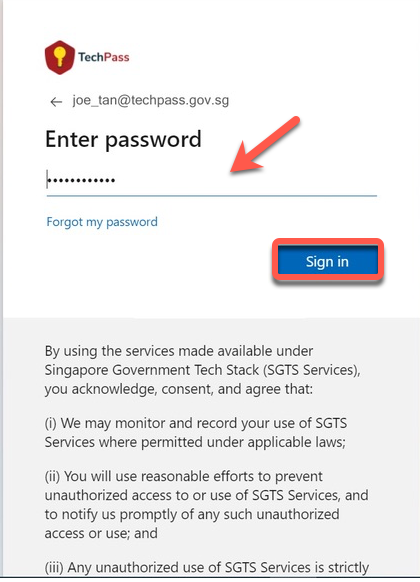 TechPass
← joe_tan@techpass.gov.sg
Enter password
••••••••••••
Forgot my password
Sign in
By using the services made available under
Singapore Government Tech Stack (SGTS Services),
you acknowledge, consent, and agree that:
(i) We may monitor and record your use of SGTS
Services where permitted under applicable laws;
(ii) You will use reasonable efforts to prevent
unauthorized access to or use of SGTS Services, and
to notify us promptly of any such unauthorized
access or use; and
(iii) Any unauthorized use of SGTS Services is strictly